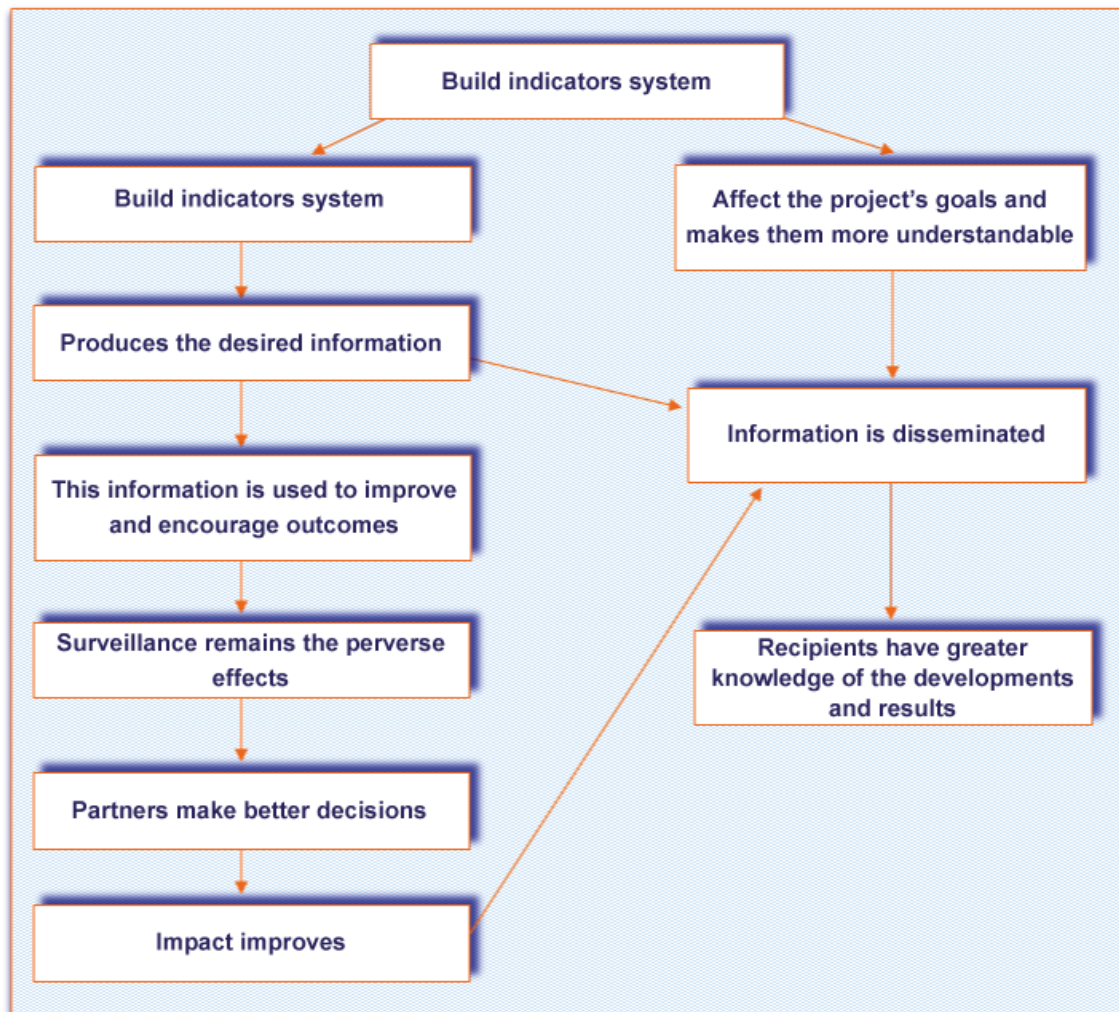 Build indicators system
Build indicators system
Affect the project's goals and
makes them more understandable
Produces the desired information
Information is disseminated
This information is used to improve
and encourage outcomes
Surveillance remains the perverse
effects
Recipients have greater
knowledge of the developments
and results
Partners make better decisions
Impact improves